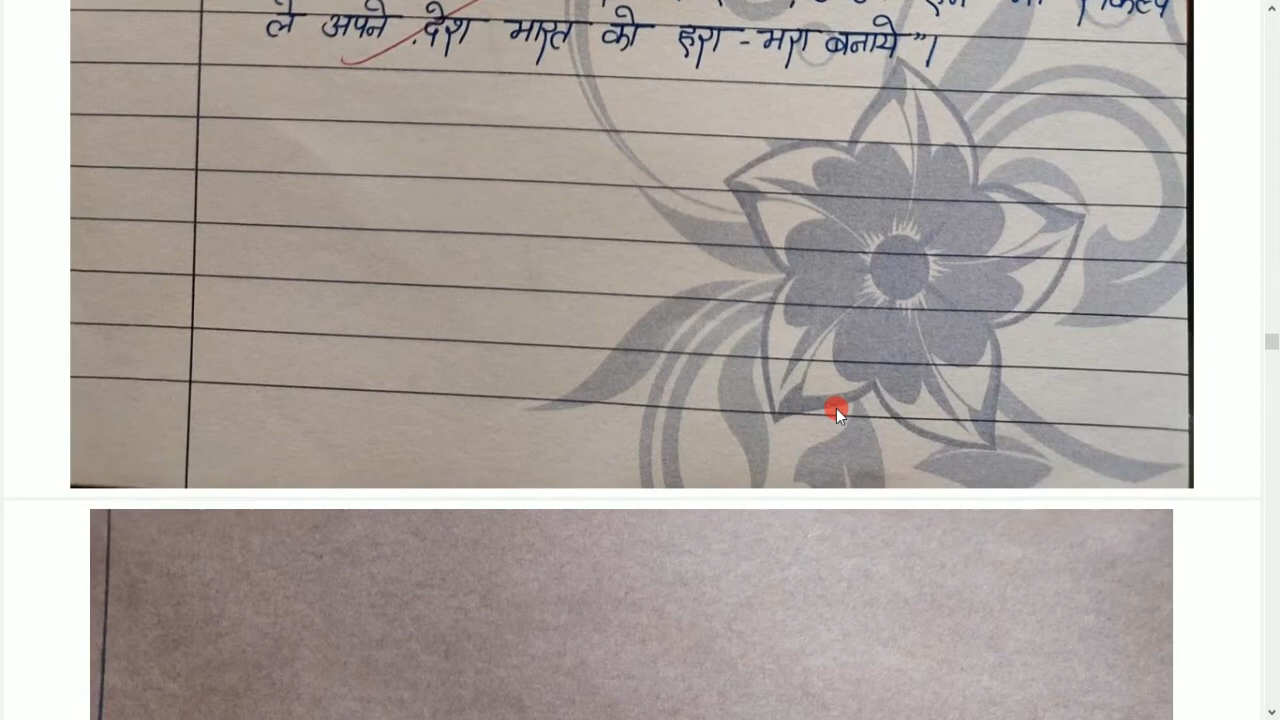 ले अपने देश भारत को हरा-भरा बनाये"।